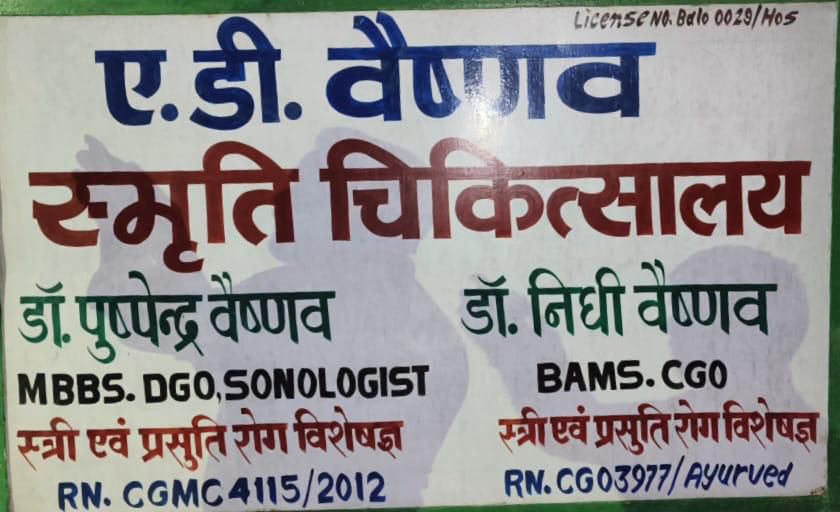 License No. Balo 0029/Hos
ए.डी. वैष्णव
स्मृति चिकित्सालय
डॉ. पुष्पेन्द्र वैष्णव
MBBS. DGO, SONOLOGIST
स्त्री एवं प्रसुति रोग विशेषज्ञ
RN. CGMC 4115/2012
डॉ. निधी वैष्णव
BAMS. CGO
स्त्री एवं प्रसुति रोग विशेषज्ञ
RN. CG03977/Ayurved